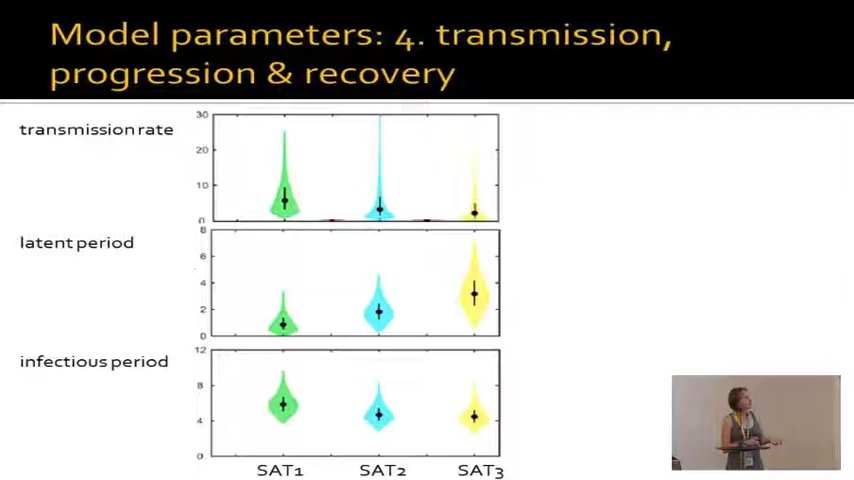 Model parameters: 4. transmission,
progression & recovery
transmission rate
30
20
10
0
latent period
8
6
4
2
0
infectious period
12
8
4
0
SAT1 SAT2 SAT3